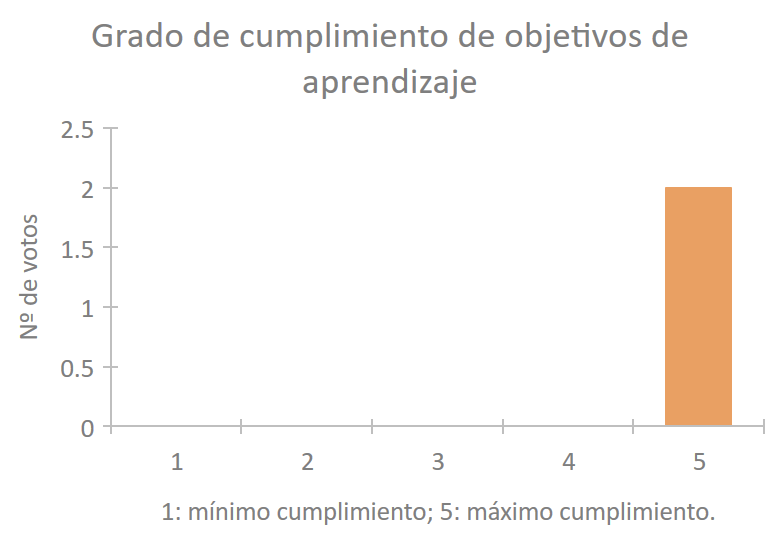 Grado de cumplimiento de objetivos de
aprendizaje
2.5
2
1.5
1
0.5
0
Nº de votos
1 2 3 4 5
1: mínimo cumplimiento; 5: máximo cumplimiento.